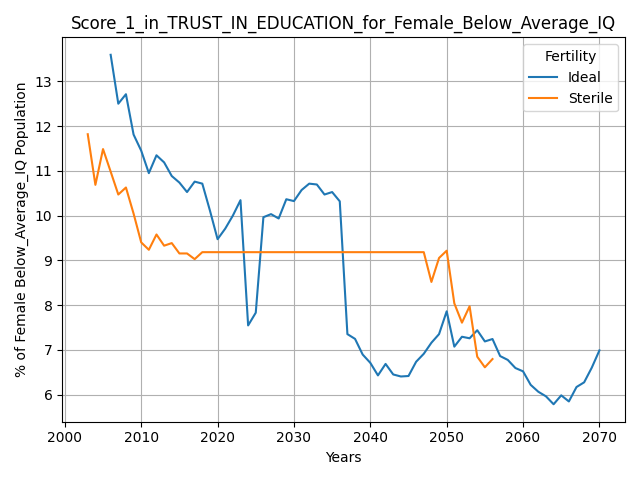 Score_1_in_TRUST_IN_EDUCATION_for_Female_Below_Average_IQ
Fertility
Ideal
Sterile
% of Female Below_Average_IQ Population
13
12
11
10
9
8
7
6
2000 2010 2020 2030 2040 2050 2060 2070
Years